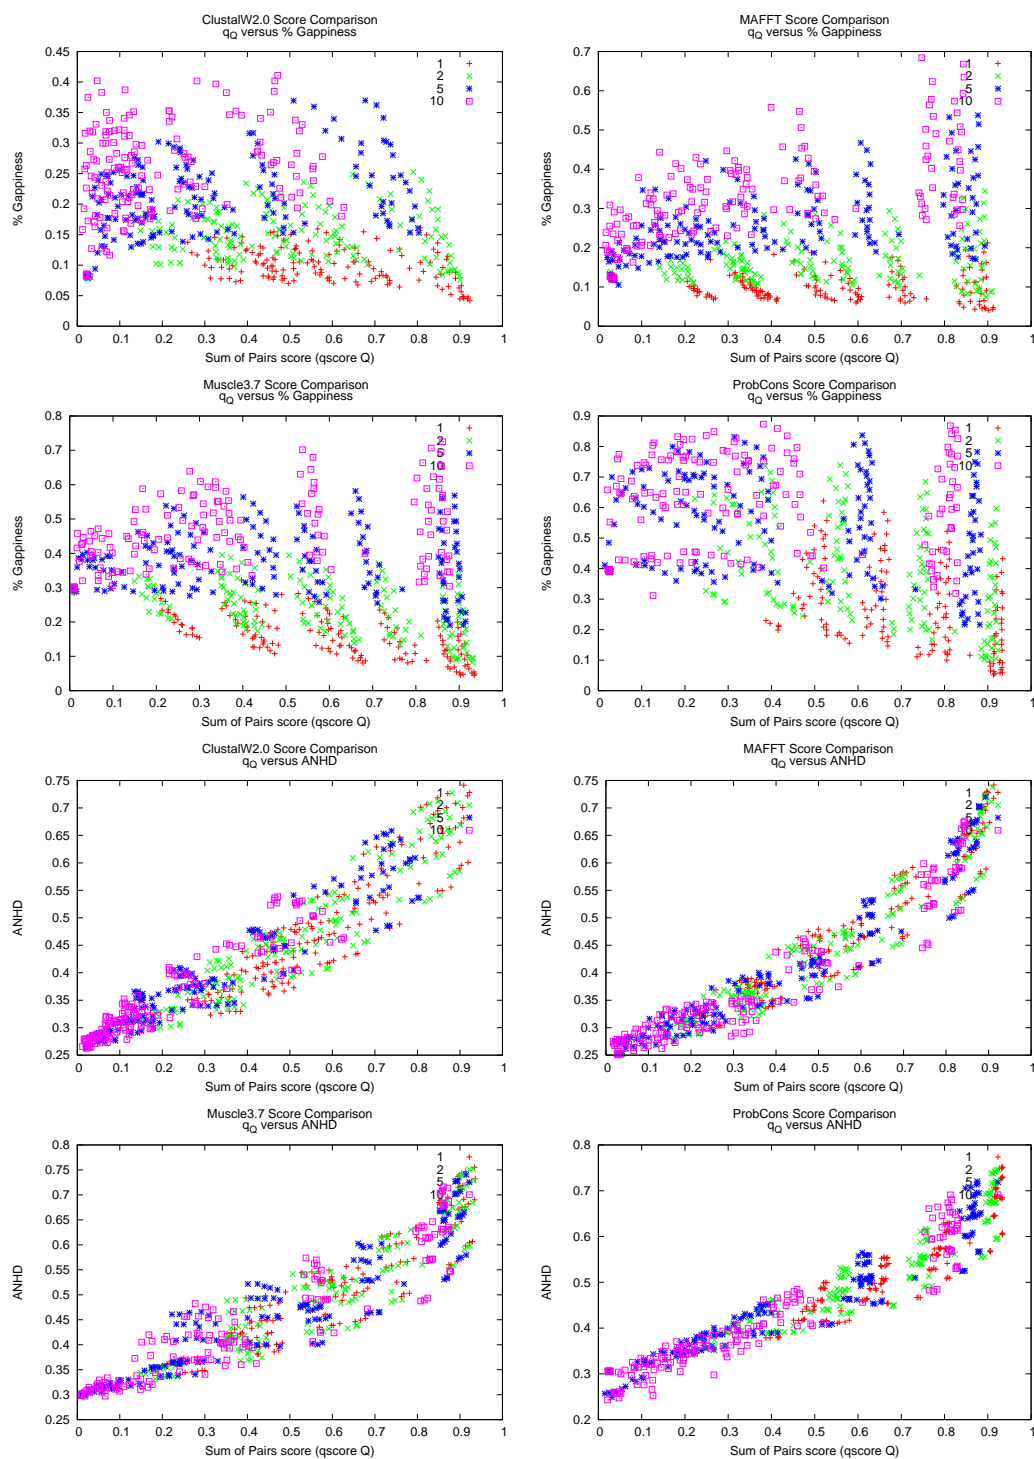 ClustalW2.0 Score Comparison
qQ versus % Gappiness
% Gappiness
0.45
0.4
0.35
0.3
0.25
0.2
0.15
0.1
0.05
0
0 0.1 0.2 0.3 0.4 0.5 0.6 0.7 0.8 0.9 1
Sum of Pairs score (qscore Q)
1
2
5
10
MAFFT Score Comparison
qQ versus % Gappiness
% Gappiness
0.7
0.6
0.5
0.4
0.3
0.2
0.1
0
0 0.1 0.2 0.3 0.4 0.5 0.6 0.7 0.8 0.9 1
Sum of Pairs score (qscore Q)
1
2
5
10
Muscle3.7 Score Comparison
qQ versus % Gappiness
% Gappiness
0.8
0.7
0.6
0.5
0.4
0.3
0.2
0.1
0
0 0.1 0.2 0.3 0.4 0.5 0.6 0.7 0.8 0.9 1
Sum of Pairs score (qscore Q)
1
2
5
10
ProbCons Score Comparison
qQ versus % Gappiness
% Gappiness
0.9
0.8
0.7
0.6
0.5
0.4
0.3
0.2
0.1
0
0 0.1 0.2 0.3 0.4 0.5 0.6 0.7 0.8 0.9 1
Sum of Pairs score (qscore Q)
1
2
5
10
ClustalW2.0 Score Comparison
qQ versus ANHD
ANHD
0.75
0.7
0.65
0.6
0.55
0.5
0.45
0.4
0.35
0.3
0.25
0 0.1 0.2 0.3 0.4 0.5 0.6 0.7 0.8 0.9 1
Sum of Pairs score (qscore Q)
1
2
5
10
MAFFT Score Comparison
qQ versus ANHD
ANHD
0.75
0.7
0.65
0.6
0.55
0.5
0.45
0.4
0.35
0.3
0.25
0 0.1 0.2 0.3 0.4 0.5 0.6 0.7 0.8 0.9 1
Sum of Pairs score (qscore Q)
1
2
5
10
Muscle3.7 Score Comparison
qQ versus ANHD
ANHD
0.8
0.75
0.7
0.65
0.6
0.55
0.5
0.45
0.4
0.35
0.3
0.25
0 0.1 0.2 0.3 0.4 0.5 0.6 0.7 0.8 0.9 1
Sum of Pairs score (qscore Q)
1
2
5
10
ProbCons Score Comparison
qQ versus ANHD
ANHD
0.8
0.7
0.6
0.5
0.4
0.3
0.2
0 0.1 0.2 0.3 0.4 0.5 0.6 0.7 0.8 0.9 1
Sum of Pairs score (qscore Q)
1
2
5
10